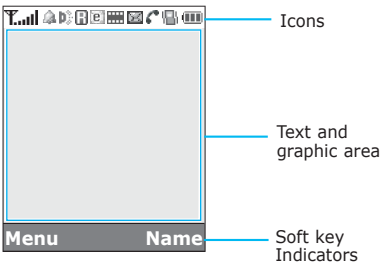 Icons
Text and
graphic area
Menu Name
Soft key
Indicators